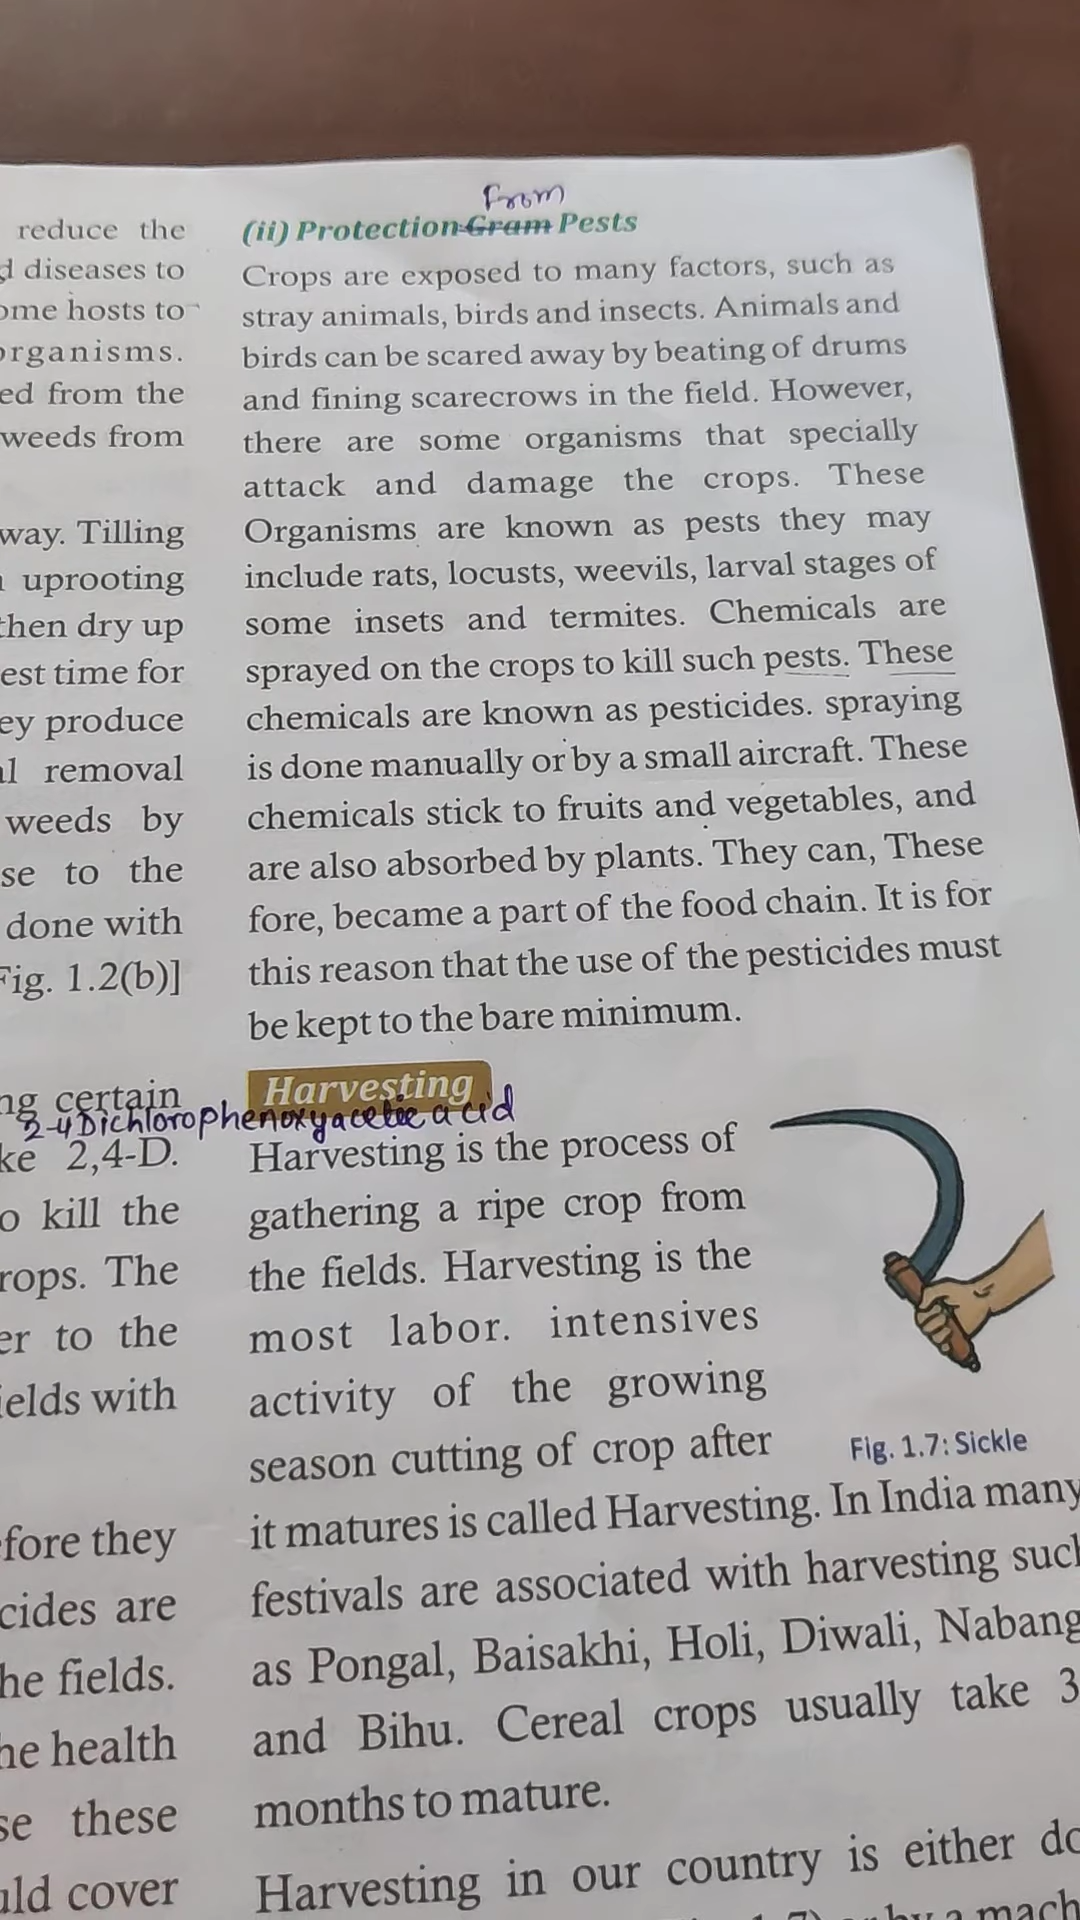 reduce the
diseases to
hosts to
ed from the
weeds from
way. Tilling
uprooting
then dry up
est time for
produce
removal
weeds by
se to the
done with
Fig. 1.2(b)]
certain
2-4 Dichlorophenoxyacetic acid
2,4-D.
kill the
rops. The
er to the
ields with
fore they
cides are
he fields.
he health
se these
uld cover
from
(ii) Protection Gram Pests
Crops are exposed to many factors, such as
stray animals, birds and insects. Animals and
birds can be scared away by beating of drums
and fining scarecrows in the field. However,
there are some organisms that specially
attack and damage the crops. These
Organisms are known as pests they may
include rats, locusts, weevils, larval stages of
some insets and termites. Chemicals are
sprayed on the crops to kill such pests. These
chemicals are known as pesticides. spraying
is done manually or by a small aircraft. These
chemicals stick to fruits and vegetables, and
are also absorbed by plants. They can, These
fore, became a part of the food chain. It is for
this reason that the use of the pesticides must
be kept to the bare minimum.
Harvesting
Harvesting is the process of
gathering a ripe crop from
the fields. Harvesting is the
most labor. intensives
activity of the growing
season cutting of crop after
it matures is called Harvesting. In India many
festivals are associated with harvesting such
as Pongal, Baisakhi, Holi, Diwali, Nabang
and Bihu. Cereal crops usually take 3
months to mature.
Harvesting in our country is either do
by a mach
Fig. 1.7: Sickle